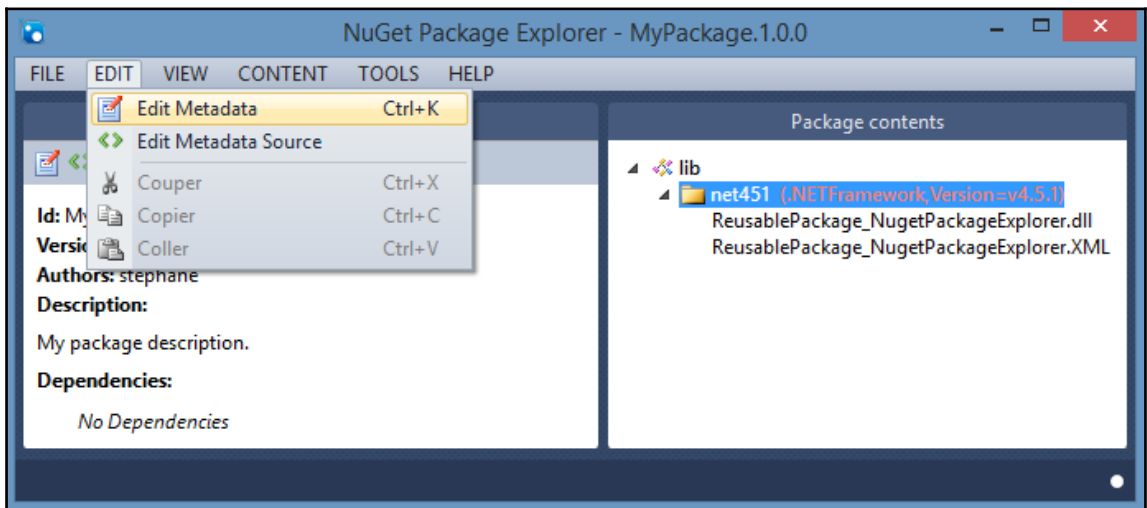 NuGet Package Explorer - MyPackage.1.0.0
FILE EDIT VIEW CONTENT TOOLS HELP
Edit Metadata Ctrl+K
Edit Metadata Source
Couper Ctrl+X
Copier Ctrl+C
Coller Ctrl+V
Id:
Authors: stephane
Description:
My package description.
Dependencies:
No Dependencies
Package contents
lib
net451 (.NETFramework,Version=v4.5.1)
ReusablePackage_NugetPackageExplorer.dll
ReusablePackage_NugetPackageExplorer.XML